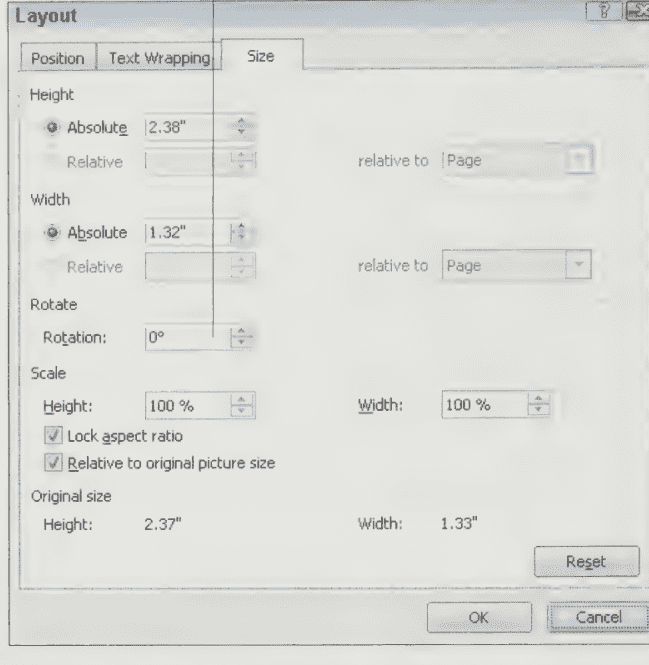 Layout
Position Text Wrapping Size
Height
Absolute 2.38"
Relative relative to Page
Width
Absolute 1.32"
Relative relative to Page
Rotate
Rotation: 0°
Scale
Height: 100 % Width: 100 %
Lock aspect ratio
Relative to original picture size
Original size
Height: 2.37" Width: 1.33"
Reset
OK Cancel